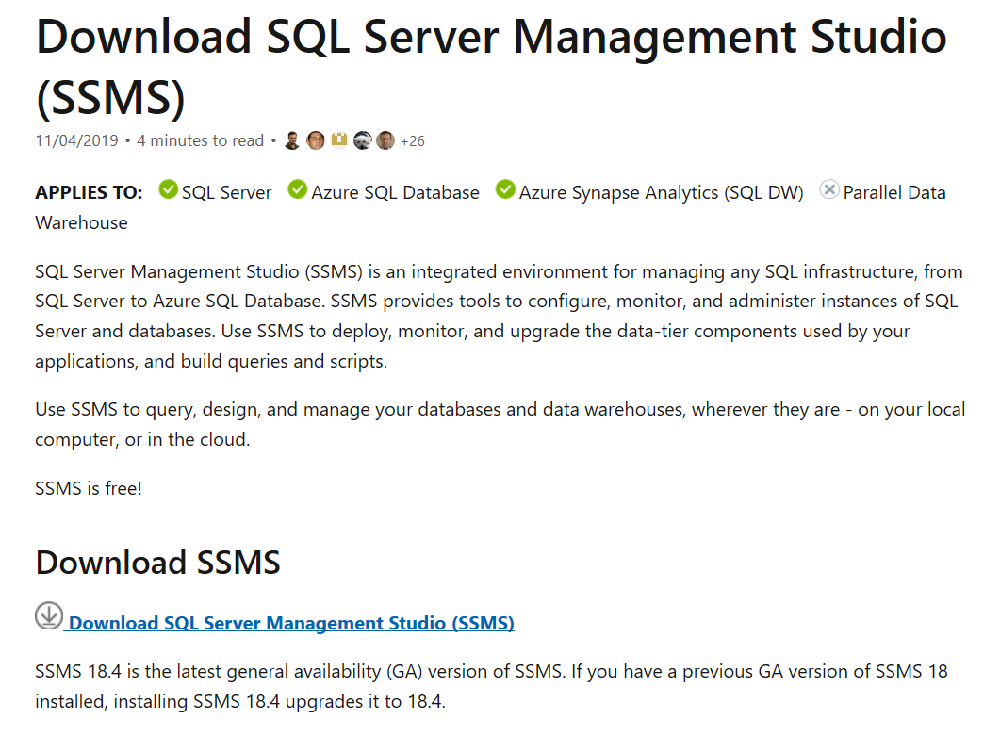 Download SQL Server Management Studio
(SSMS)
11/04/2019 • 4 minutes to read • +26
APPLIES TO: SQL Server Azure SQL Database Azure Synapse Analytics (SQL DW) Parallel Data
Warehouse
SQL Server Management Studio (SSMS) is an integrated environment for managing any SQL infrastructure, from
SQL Server to Azure SQL Database. SSMS provides tools to configure, monitor, and administer instances of SQL
Server and databases. Use SSMS to deploy, monitor, and upgrade the data-tier components used by your
applications, and build queries and scripts.
Use SSMS to query, design, and manage your databases and data warehouses, wherever they are - on your local
computer, or in the cloud.
SSMS is free!
Download SSMS
Download SQL Server Management Studio (SSMS)
SSMS 18.4 is the latest general availability (GA) version of SSMS. If you have a previous GA version of SSMS 18
installed, installing SSMS 18.4 upgrades it to 18.4.